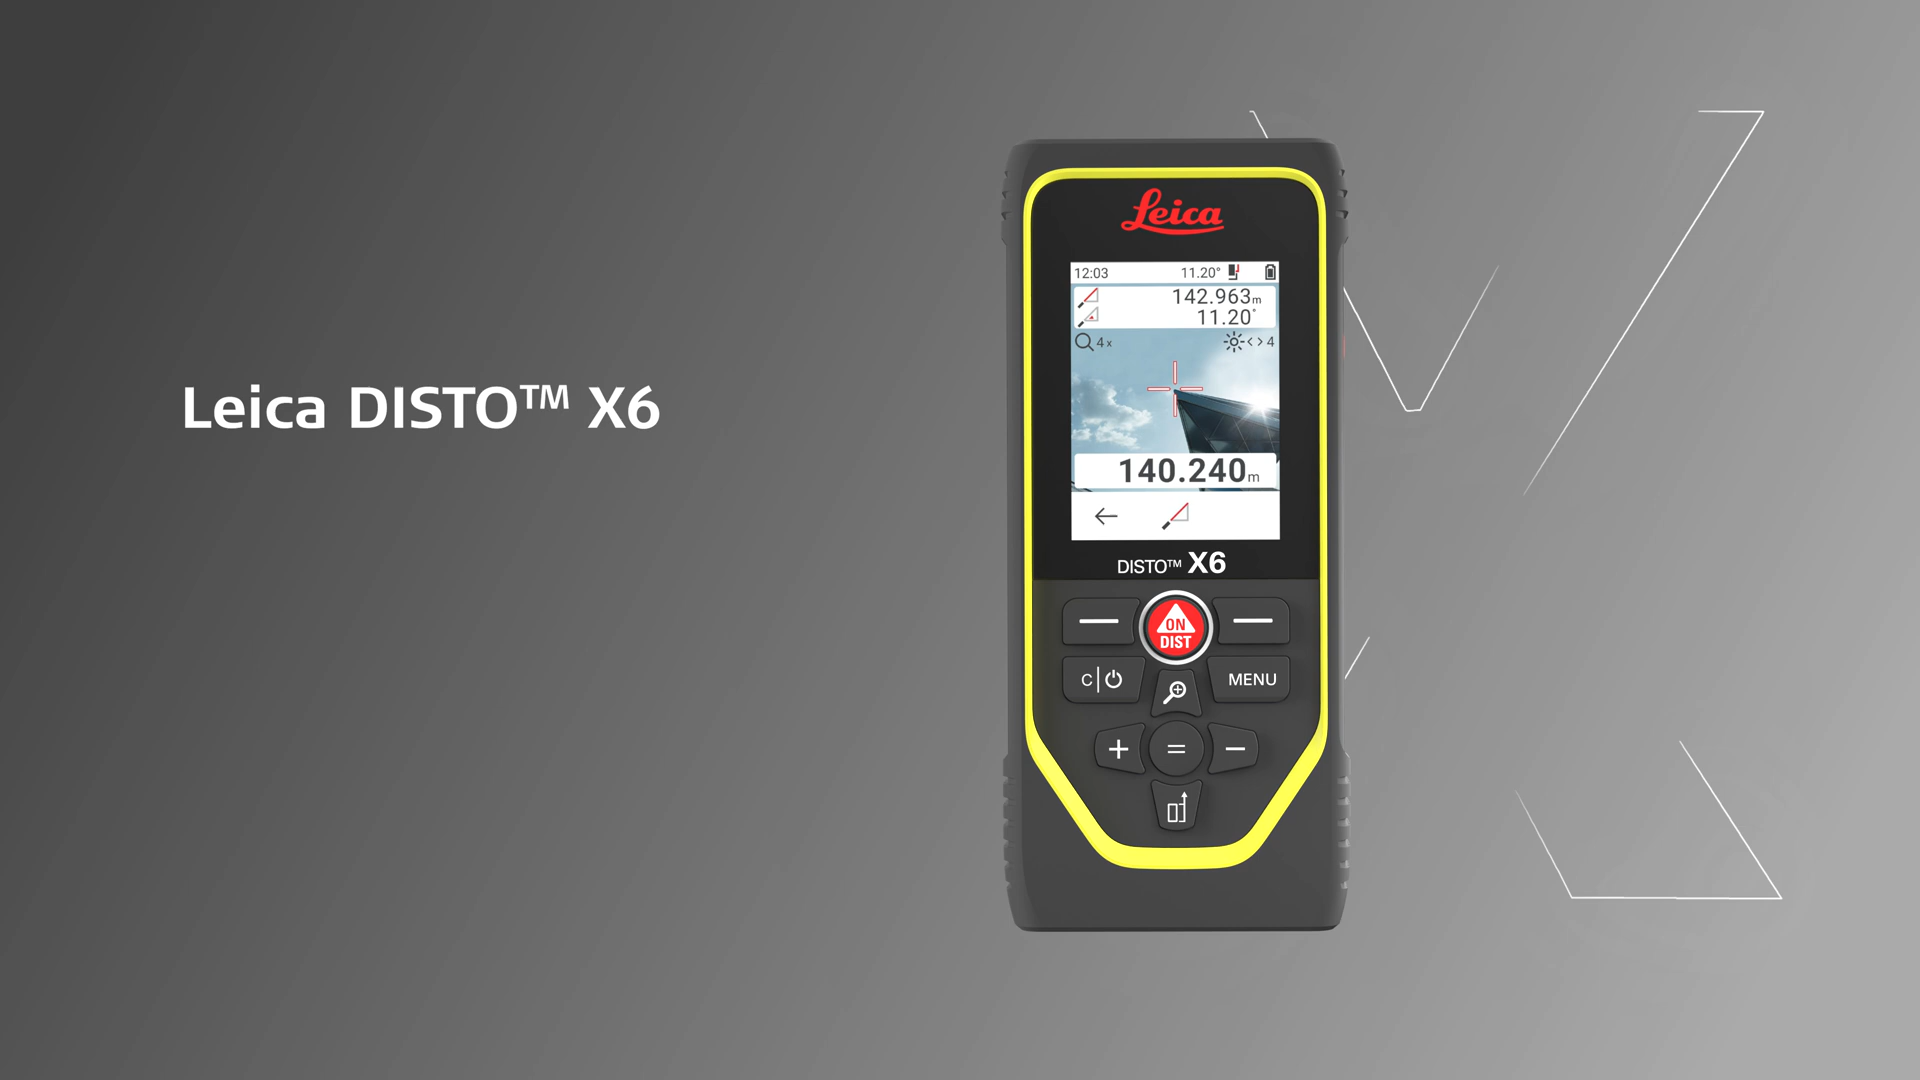 Leica DISTO™ X6
Leica
12:03 11.20°
142.963m
11.20°
4x <>4
140.240m
DISTO™ X6
ON
DIST
C MENU
+ = −